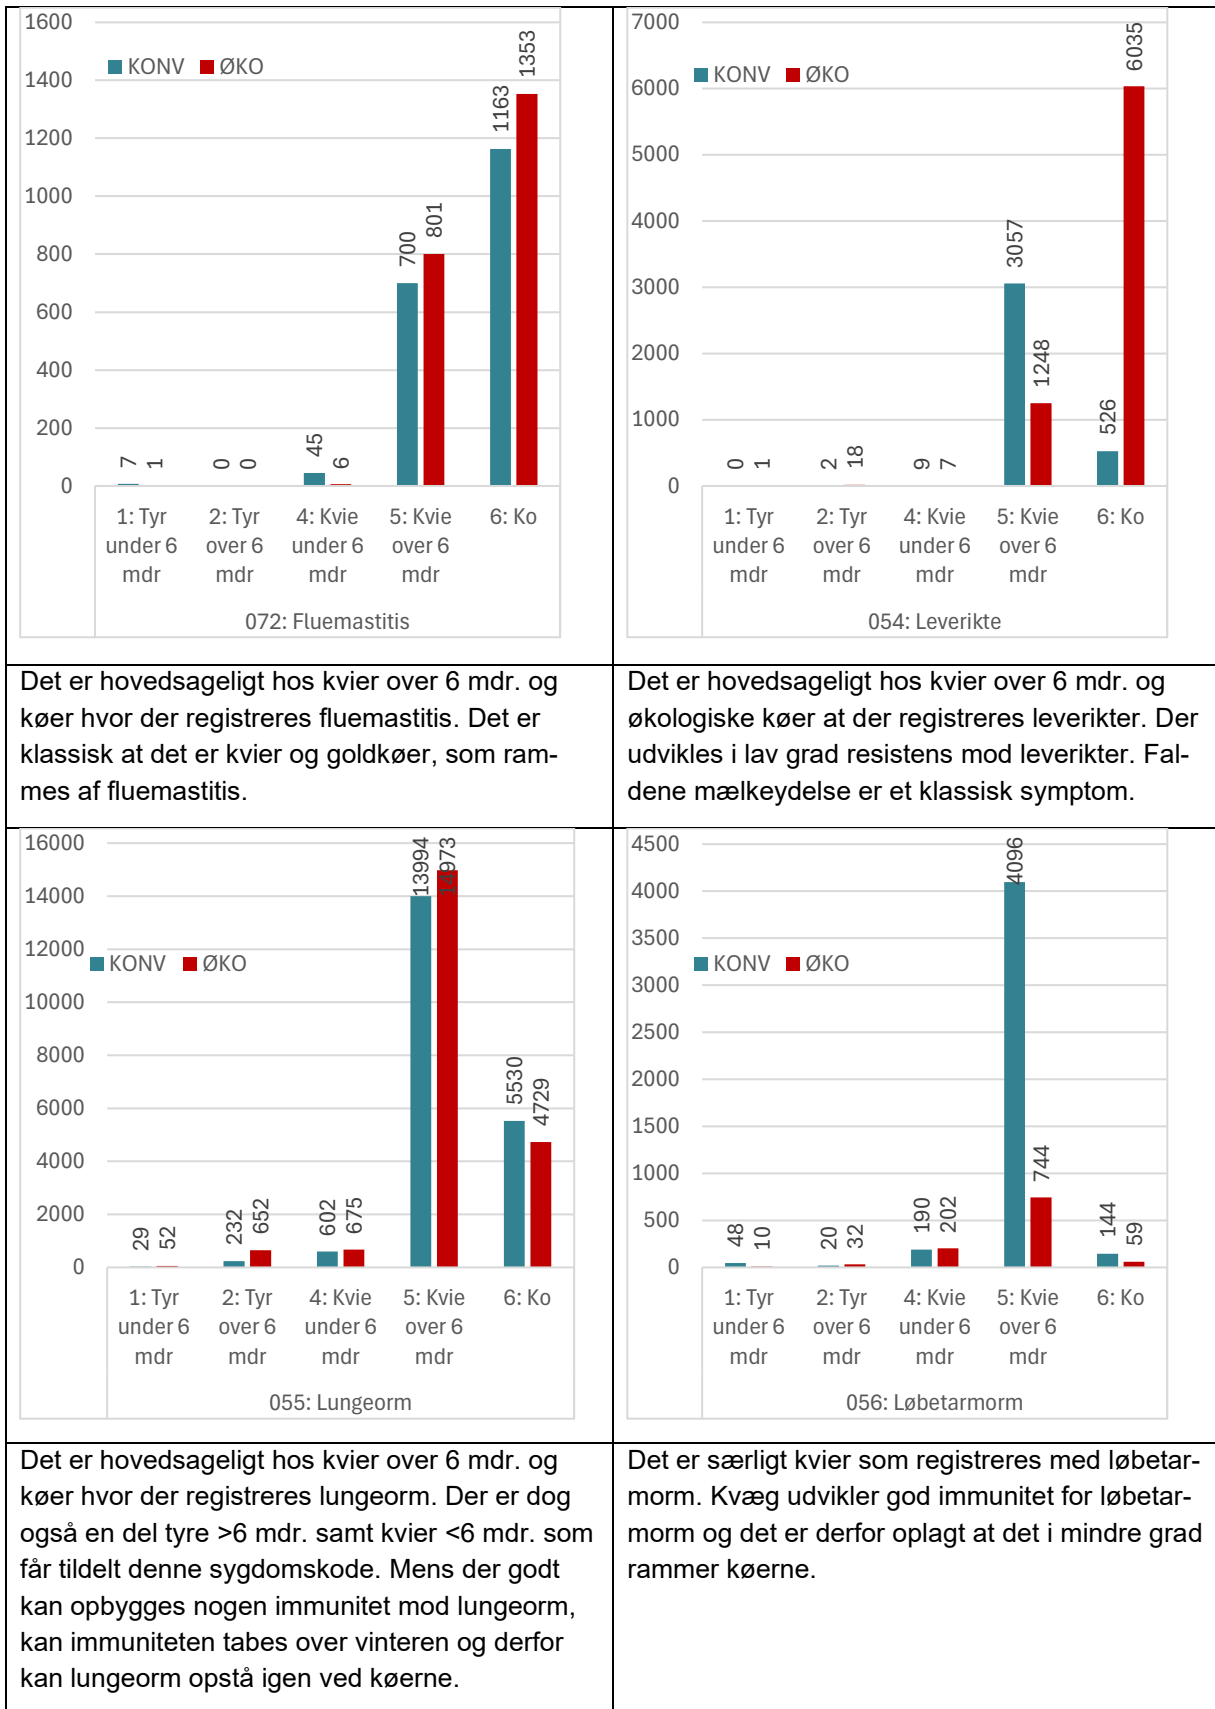 1600
1400
1200
1000
800
600
400
200
0
KONV ØKO
7 1 0 0 45 6 700 801 1163 1353
1: Tyr 2: Tyr 4: Kvie 5: Kvie 6: Ko
under 6 over 6 under 6 over 6
mdr mdr mdr mdr
072: Fluemastitis
7000
6000
5000
4000
3000
2000
1000
0
KONV ØKO
0 1 2 18 9 7 3057 1248 526 6035
1: Tyr 2: Tyr 4: Kvie 5: Kvie 6: Ko
under 6 over 6 under 6 over 6
mdr mdr mdr mdr
054: Leverikte
Det er hovedsageligt hos kvier over 6 mdr. og
køer hvor der registreres fluemastitis. Det er
klassisk at det er kvier og goldkøer, som ram-
mes af fluemastitis.
Det er hovedsageligt hos kvier over 6 mdr. og
økologiske køer at der registreres leverikter. Der
udvikles i lav grad resistens mod leverikter. Fal-
dene mælkeydelse er et klassisk symptom.
16000
14000
12000
10000
8000
6000
4000
2000
0
KONV ØKO
29 52 232 652 602 675 13994 14973 5530 4729
1: Tyr 2: Tyr 4: Kvie 5: Kvie 6: Ko
under 6 over 6 under 6 over 6
mdr mdr mdr mdr
055: Lungeorm
4500
4000
3500
3000
2500
2000
1500
1000
500
0
KONV ØKO
48 10 20 32 190 202 4096 744 144 59
1: Tyr 2: Tyr 4: Kvie 5: Kvie 6: Ko
under 6 over 6 under 6 over 6
mdr mdr mdr mdr
056: Løbetarmorm
Det er hovedsageligt hos kvier over 6 mdr. og
køer hvor der registreres lungeorm. Der er dog
også en del tyre >6 mdr. samt kvier <6 mdr. som
får tildelt denne sygdomskode. Mens der godt
kan opbygges nogen immunitet mod lungeorm,
kan immuniteten tabes over vinteren og derfor
kan lungeorm opstå igen ved køerne.
Det er særligt kvier som registreres med løbetar-
morm. Kvæg udvikler god immunitet for løbetar-
morm og det er derfor oplagt at det i mindre grad
rammer køerne.